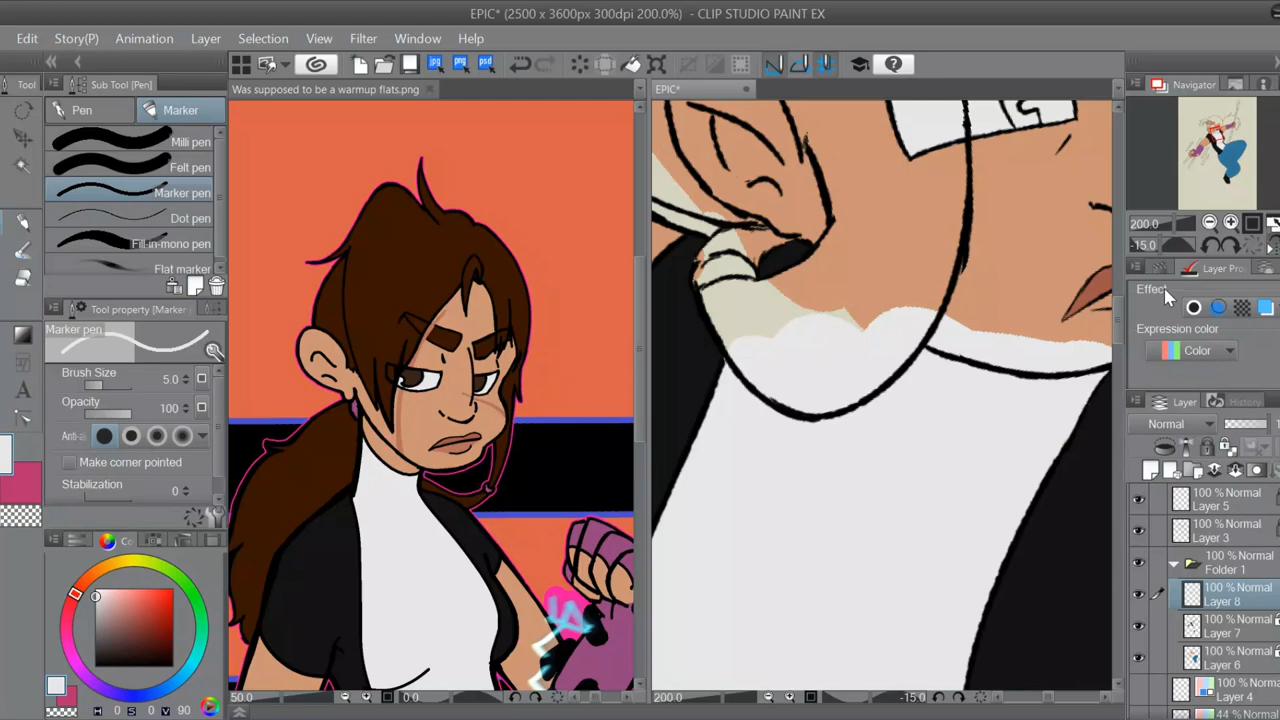 EPIC* (2500 x 3600px 300dpi 200.0%) - CLIP STUDIO PAINT EX
Edit Story(P) Animation Layer Selection View Filter Window Help
Tool Sub Tool [Pen]
Was supposed to be a warmup flats.png
EPIC*
Navigator
Pen Marker
Milli pen
Felt pen
Marker pen
Dot pen
Fill-in-mono pen
Flat marker
Tool property [Marker
Marker pen
Brush Size 5.0
Opacity 100
Anti-
Make corner pointed
Stabilization 0
Co
H 0 S 0 V 90
50.0 0.0
200.0 -15.0
200.0
-15.0
Layer Pro
Effect
Expression color
Color
Layer History
Normal
100 % Normal
Layer 5
100 % Normal
Layer 3
100 % Normal
Folder 1
100 % Normal
Layer 8
100 % Normal
Layer 7
100 % Normal
Layer 6
100 % Normal
Layer 4
44 % Normal